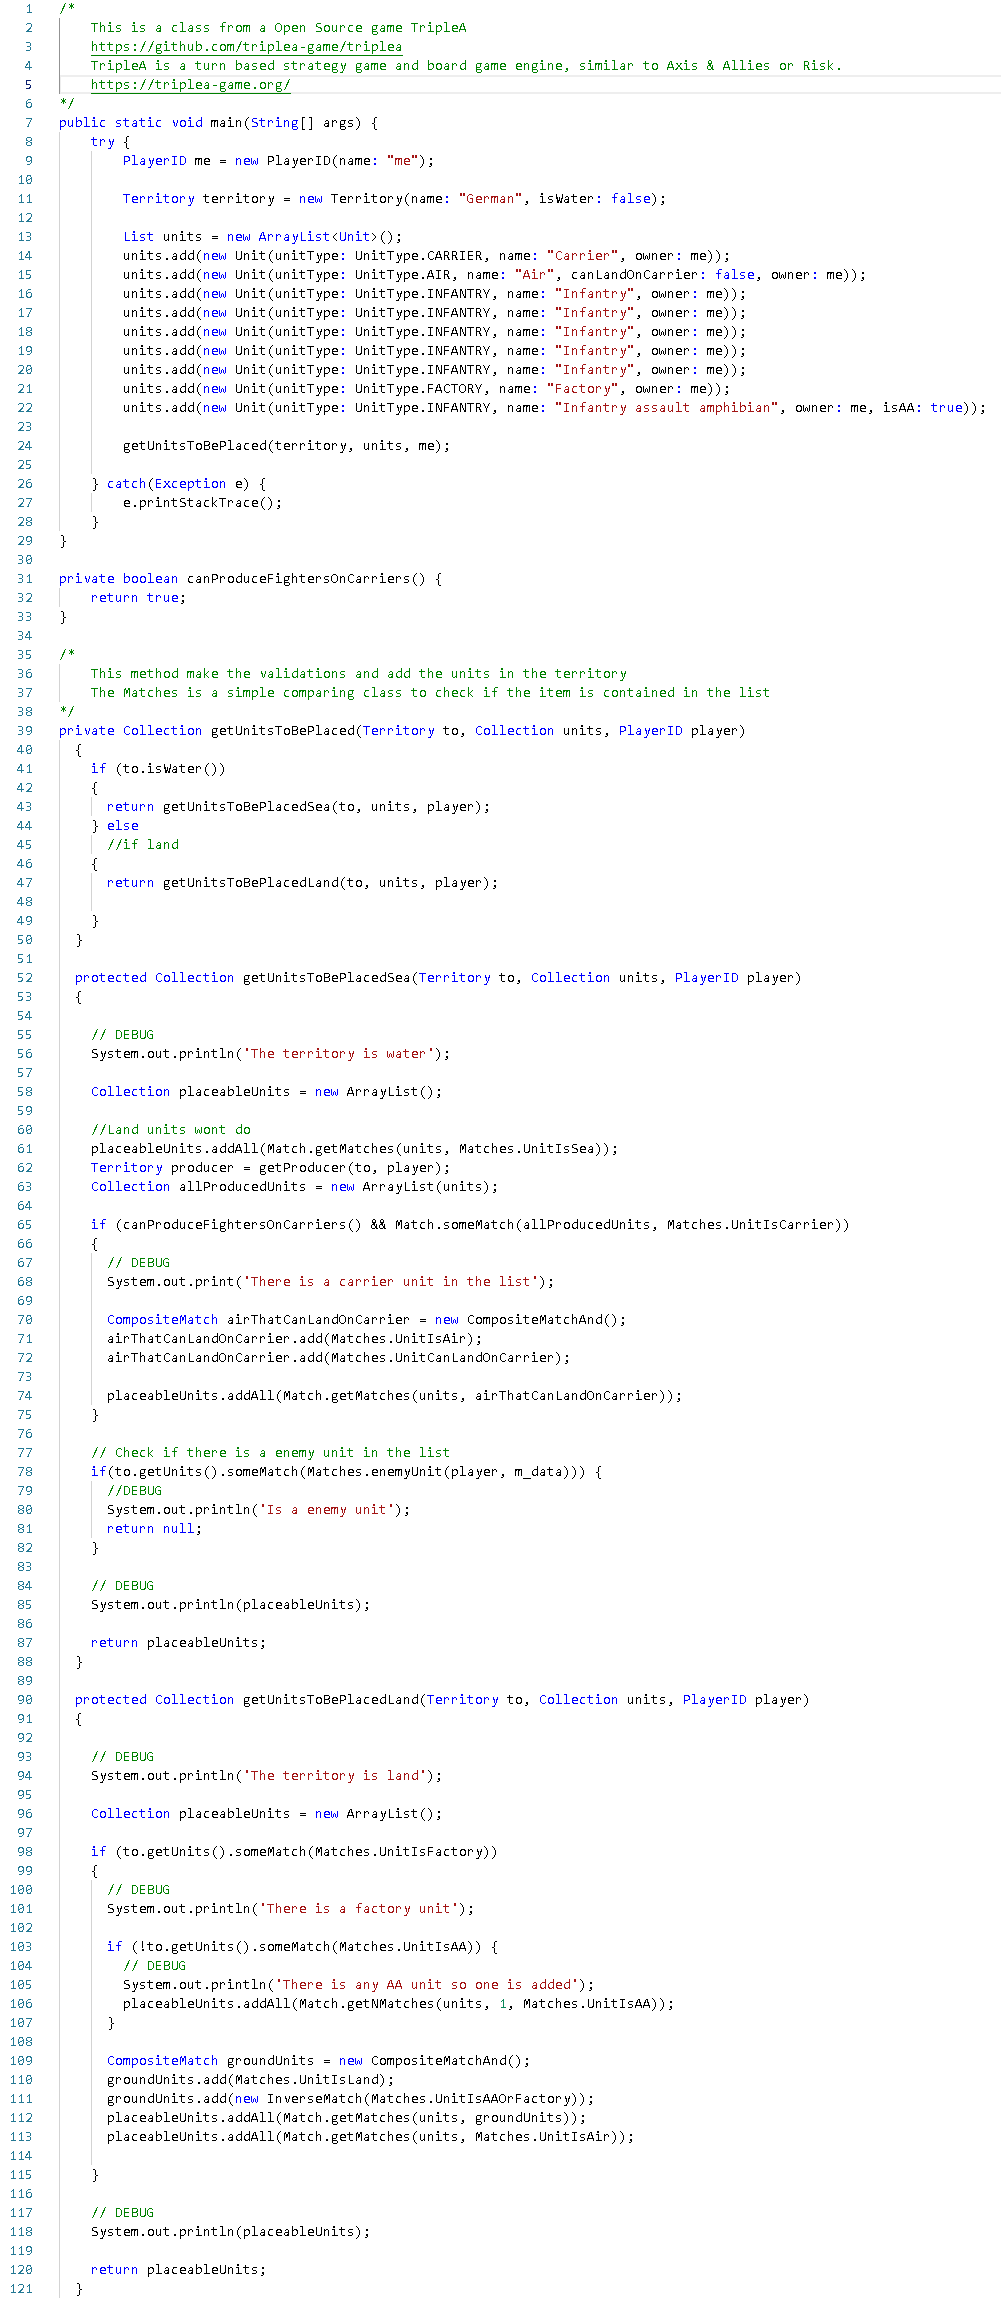 1 /*
2 This is a class from a Open Source game TripleA
3 https://github.com/triplea-game/triplea
4 TripleA is a turn based strategy game and board game engine, similar to Axis & Allies or Risk.
5 https://triplea-game.org/
6 */
7 public static void main(String[] args) {
8 try {
9 PlayerID me = new PlayerID(name: "me");
10
11 Territory territory = new Territory(name: "German", isWater: false);
12
13 List units = new ArrayList<Unit>();
14 units.add(new Unit(unitType: UnitType.CARRIER, name: "Carrier", owner: me));
15 units.add(new Unit(unitType: UnitType.AIR, name: "Air", canLandOnCarrier: false, owner: me));
16 units.add(new Unit(unitType: UnitType.INFANTRY, name: "Infantry", owner: me));
17 units.add(new Unit(unitType: UnitType.INFANTRY, name: "Infantry", owner: me));
18 units.add(new Unit(unitType: UnitType.INFANTRY, name: "Infantry", owner: me));
19 units.add(new Unit(unitType: UnitType.INFANTRY, name: "Infantry", owner: me));
20 units.add(new Unit(unitType: UnitType.INFANTRY, name: "Infantry", owner: me));
21 units.add(new Unit(unitType: UnitType.FACTORY, name: "Factory", owner: me));
22 units.add(new Unit(unitType: UnitType.INFANTRY, name: "Infantry assault amphibian", owner: me, isAA: true));
23
24 getUnitsToBePlaced(territory, units, me);
25
26 } catch(Exception e) {
27 e.printStackTrace();
28 }
29 }
30
31 private boolean canProduceFightersOnCarriers() {
32 return true;
33 }
34
35 /*
36 This method make the validations and add the units in the territory
37 The Matches is a simple comparing class to check if the item is contained in the list
38 */
39 private Collection getUnitsToBePlaced(Territory to, Collection units, PlayerID player)
40 {
41 if (to.isWater())
42 {
43 return getUnitsToBePlacedSea(to, units, player);
44 } else
45 //if land
46 {
47 return getUnitsToBePlacedLand(to, units, player);
48
49 }
50 }
51
52 protected Collection getUnitsToBePlacedSea(Territory to, Collection units, PlayerID player)
53 {
54
55 // DEBUG
56 System.out.println('The territory is water');
57
58 Collection placeableUnits = new ArrayList();
59
60 //Land units wont do
61 placeableUnits.addAll(Match.getMatches(units, Matches.UnitIsSea));
62 Territory producer = getProducer(to, player);
63 Collection allProducedUnits = new ArrayList(units);
64
65 if (canProduceFightersOnCarriers() && Match.someMatch(allProducedUnits, Matches.UnitIsCarrier))
66 {
67 // DEBUG
68 System.out.print('There is a carrier unit in the list');
69
70 CompositeMatch airThatCanLandOnCarrier = new CompositeMatchAnd();
71 airThatCanLandOnCarrier.add(Matches.UnitIsAir);
72 airThatCanLandOnCarrier.add(Matches.UnitCanLandOnCarrier);
73
74 placeableUnits.addAll(Match.getMatches(units, airThatCanLandOnCarrier));
75 }
76
77 // Check if there is a enemy unit in the list
78 if(to.getUnits().someMatch(Matches.enemyUnit(player, m_data))) {
79 //DEBUG
80 System.out.println('Is a enemy unit');
81 return null;
82 }
83
84 // DEBUG
85 System.out.println(placeableUnits);
86
87 return placeableUnits;
88 }
89
90 protected Collection getUnitsToBePlacedLand(Territory to, Collection units, PlayerID player)
91 {
92
93 // DEBUG
94 System.out.println('The territory is land');
95
96 Collection placeableUnits = new ArrayList();
97
98 if (to.getUnits().someMatch(Matches.UnitIsFactory))
99 {
100 // DEBUG
101 System.out.println('There is a factory unit');
102
103 if (!to.getUnits().someMatch(Matches.UnitIsAA)) {
104 // DEBUG
105 System.out.println('There is any AA unit so one is added');
106 placeableUnits.addAll(Match.getNMatches(units, 1, Matches.UnitIsAA));
107 }
108
109 CompositeMatch groundUnits = new CompositeMatchAnd();
110 groundUnits.add(Matches.UnitIsLand);
111 groundUnits.add(new InverseMatch(Matches.UnitIsAAOrFactory));
112 placeableUnits.addAll(Match.getMatches(units, groundUnits));
113 placeableUnits.addAll(Match.getMatches(units, Matches.UnitIsAir));
114
115 }
116
117 // DEBUG
118 System.out.println(placeableUnits);
119
120 return placeableUnits;
121 }